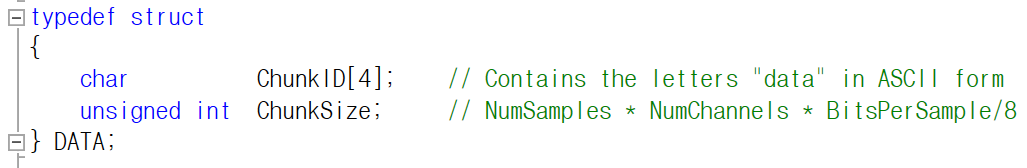 typedef struct
{
    char          ChunkID[4];    // Contains the letters "data" in ASCII form
    unsigned int  ChunkSize;     // NumSamples * NumChannels * BitsPerSample/8
} DATA;